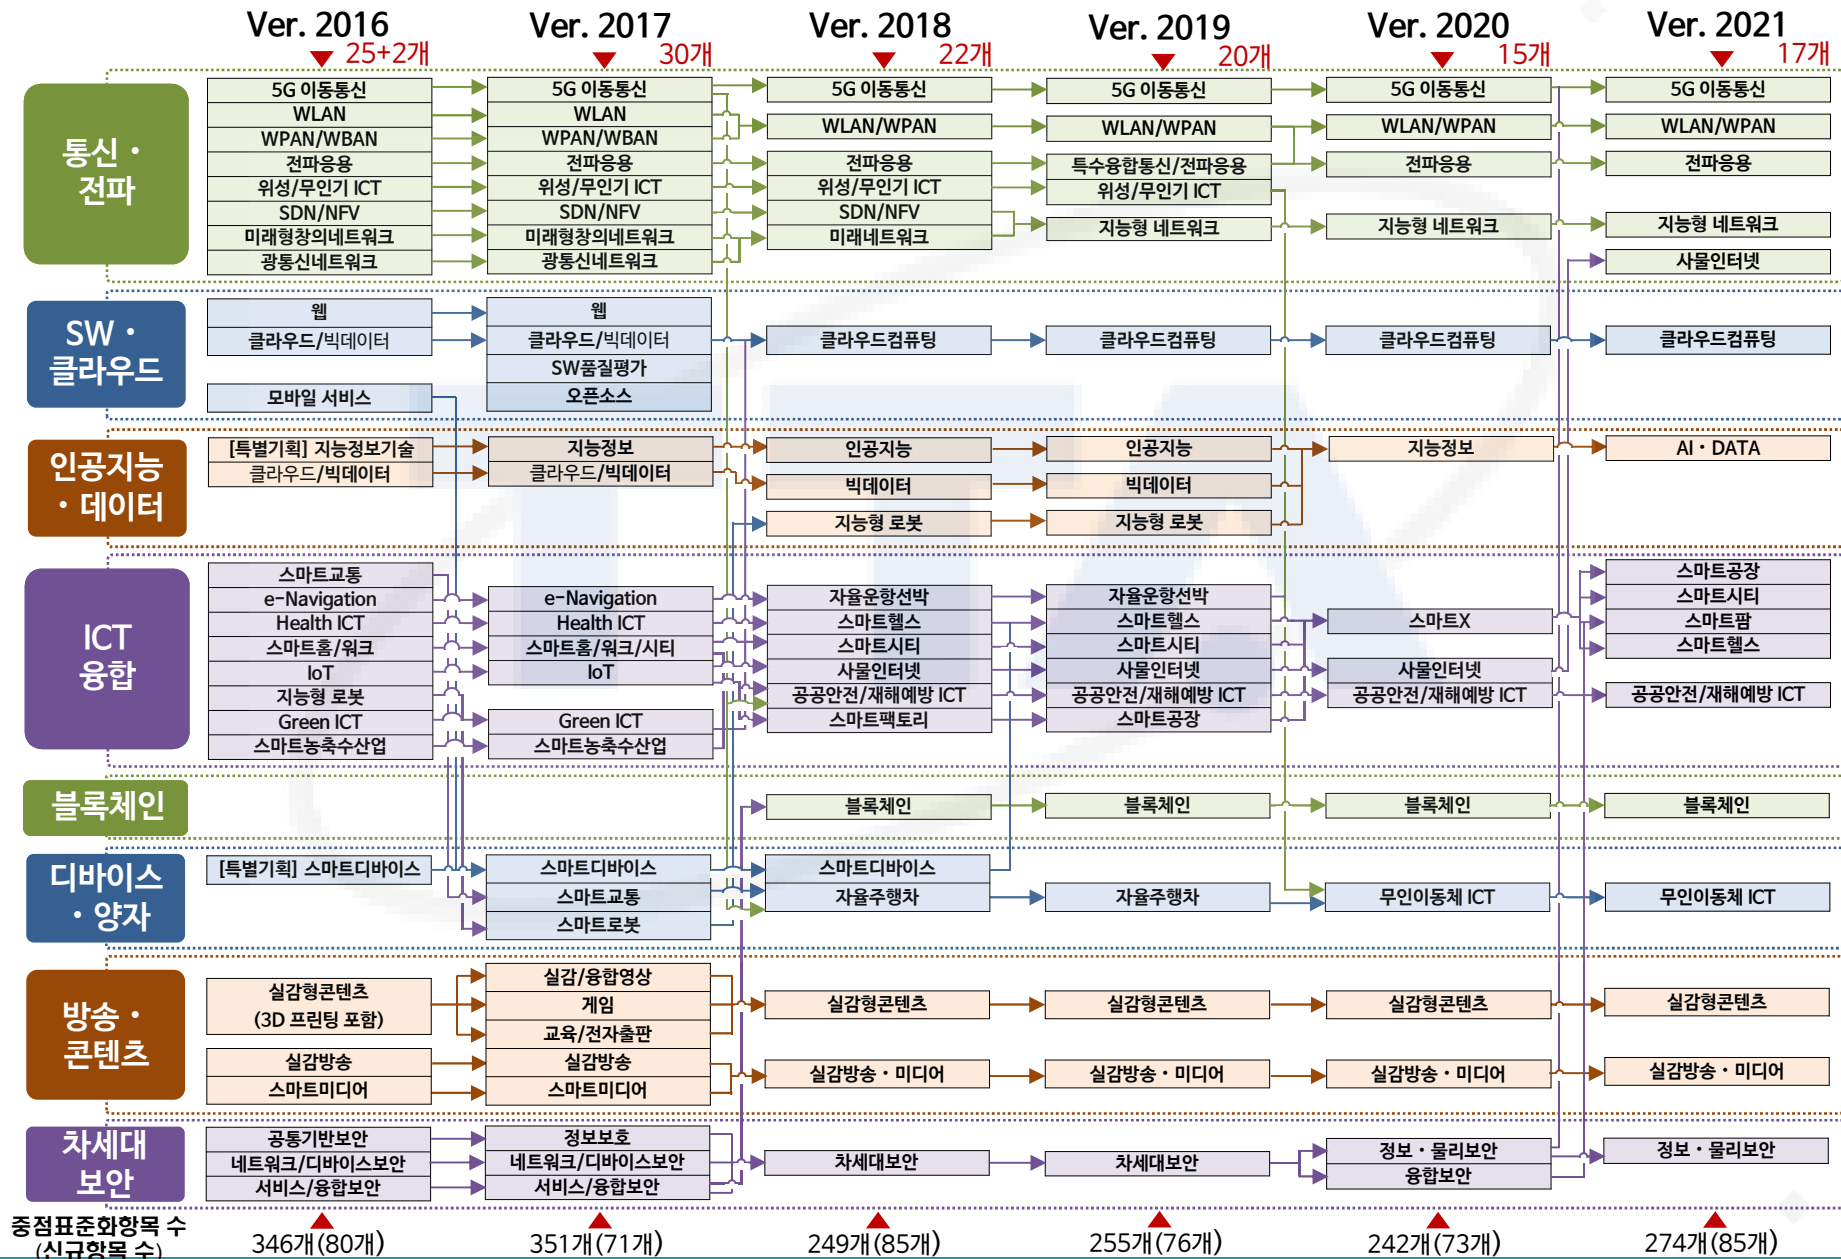 Ver. 2016
Ver. 2017
Ver. 2018
Ver. 2019
Ver. 2020
Ver. 2021
25+2개
30개
22개
20개
15개
17개
통신・
전파
5G 이동통신
WLAN
WPAN/WBAN
전파응용
위성/무인기 ICT
SDN/NFV
미래형창의네트워크
광통신네트워크
5G 이동통신
WLAN
WPAN/WBAN
전파응용
위성/무인기 ICT
SDN/NFV
미래형창의네트워크
광통신네트워크
5G 이동통신
WLAN/WPAN
전파응용
위성/무인기 ICT
SDN/NFV
미래네트워크
5G 이동통신
WLAN/WPAN
특수융합통신/전파응용
위성/무인기 ICT
지능형 네트워크
5G 이동통신
WLAN/WPAN
전파응용
지능형 네트워크
5G 이동통신
WLAN/WPAN
전파응용
지능형 네트워크
사물인터넷
SW・
클라우드
웹
클라우드/빅데이터
모바일 서비스
웹
클라우드/빅데이터
SW품질평가
오픈소스
클라우드컴퓨팅
클라우드컴퓨팅
클라우드컴퓨팅
클라우드컴퓨팅
인공지능
・데이터
[특별기획] 지능정보기술
클라우드/빅데이터
지능정보
클라우드/빅데이터
인공지능
빅데이터
지능형 로봇
인공지능
빅데이터
지능형 로봇
지능정보
AI・DATA
ICT
융합
스마트교통
e-Navigation
Health ICT
스마트홈/워크
IoT
지능형 로봇
Green ICT
스마트농축수산업
e-Navigation
Health ICT
스마트홈/워크/시티
IoT
Green ICT
스마트농축수산업
자율운항선박
스마트헬스
스마트시티
사물인터넷
공공안전/재해예방 ICT
스마트팩토리
자율운항선박
스마트헬스
스마트시티
사물인터넷
공공안전/재해예방 ICT
스마트공장
스마트X
사물인터넷
공공안전/재해예방 ICT
스마트공장
스마트시티
스마트팜
스마트헬스
공공안전/재해예방 ICT
블록체인
블록체인
블록체인
블록체인
블록체인
디바이스
・양자
[특별기획] 스마트디바이스
스마트디바이스
스마트교통
스마트로봇
스마트디바이스
자율주행차
자율주행차
무인이동체 ICT
무인이동체 ICT
방송・
콘텐츠
실감형콘텐츠
(3D 프린팅 포함)
실감방송
스마트미디어
실감/융합영상
게임
교육/전자출판
실감방송
스마트미디어
실감형콘텐츠
실감방송・미디어
실감형콘텐츠
실감방송・미디어
실감형콘텐츠
실감방송・미디어
실감형콘텐츠
실감방송・미디어
차세대
보안
공통기반보안
네트워크/디바이스보안
서비스/융합보안
정보보호
네트워크/디바이스보안
서비스/융합보안
차세대보안
차세대보안
정보・물리보안
융합보안
정보・물리보안
중점표준화항목 수
(신규항목 수)
346개(80개)
351개(71개)
249개(85개)
255개(76개)
242개(73개)
274개(85개)
TTA